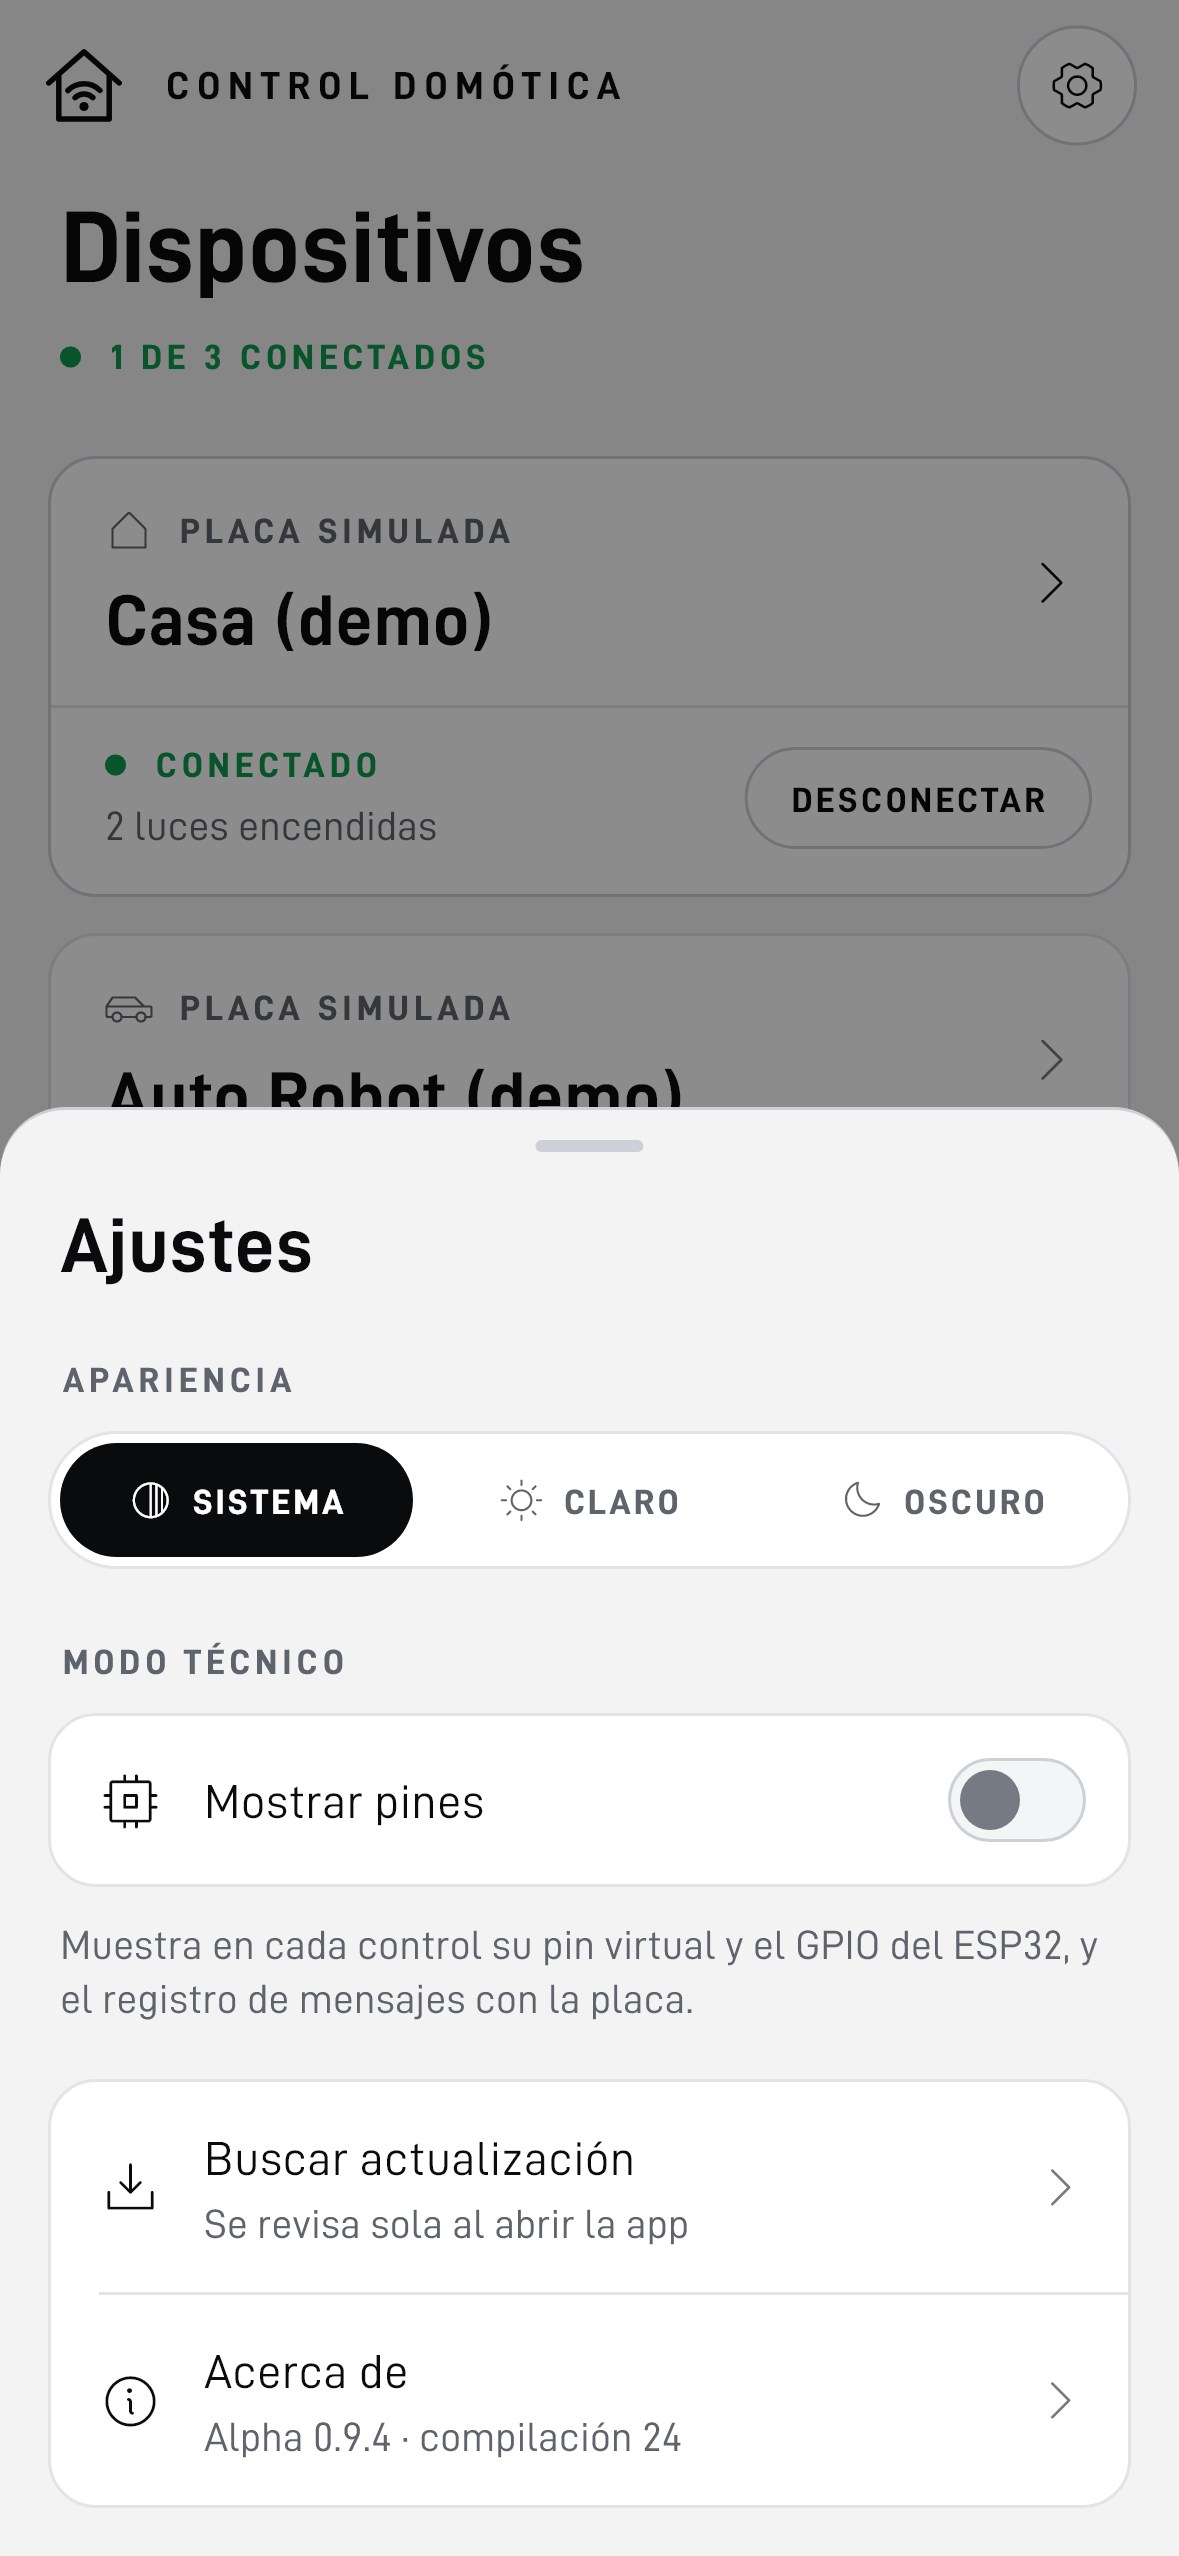 CONTROL DOMÓTICA
Dispositivos
1 DE 3 CONECTADOS
PLACA SIMULADA
Casa (demo)
CONECTADO
2 luces encendidas
DESCONECTAR
PLACA SIMULADA
Auto Robot (demo)
Ajustes
APARIENCIA
SISTEMA
CLARO
OSCURO
MODO TÉCNICO
Mostrar pines
Muestra en cada control su pin virtual y el GPIO del ESP32, y
el registro de mensajes con la placa.
Buscar actualización
Se revisa sola al abrir la app
Acerca de
Alpha 0.9.4 · compilación 24